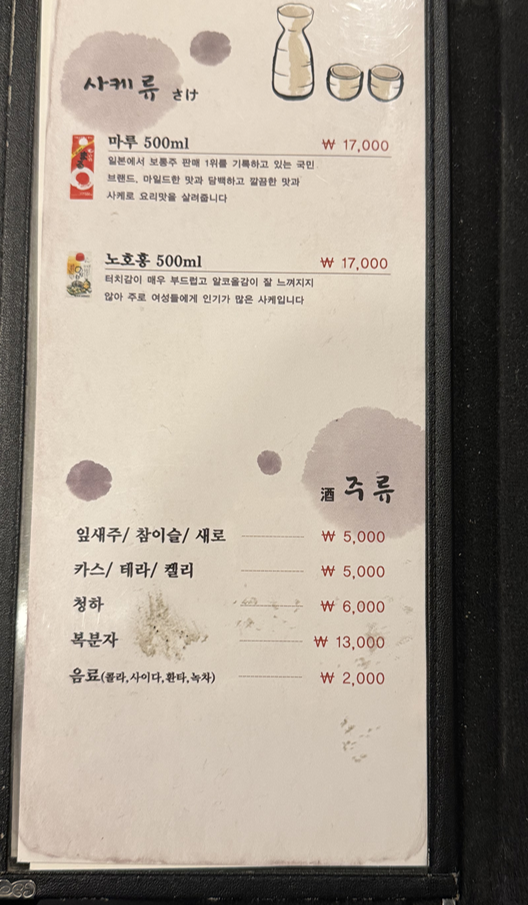 사케류 さけ
마루 500ml ₩ 17,000
일본에서 보통주 판매 1위를 기록하고 있는 국민
브랜드, 마일드한 맛과 담백하고 깔끔한 맛과
사케로 요리맛을 살려줍니다
노호홍 500ml ₩ 17,000
터치감이 매우 부드럽고 알코올감이 잘 느껴지지
않아 주로 여성들에게 인기가 많은 사케입니다
酒 주류
잎새주/ 참이슬/ 새로 ₩ 5,000
카스/ 테라/ 켈리 ₩ 5,000
청하 ₩ 6,000
복분자 ₩ 13,000
음료(콜라,사이다,환타,녹차) ₩ 2,000